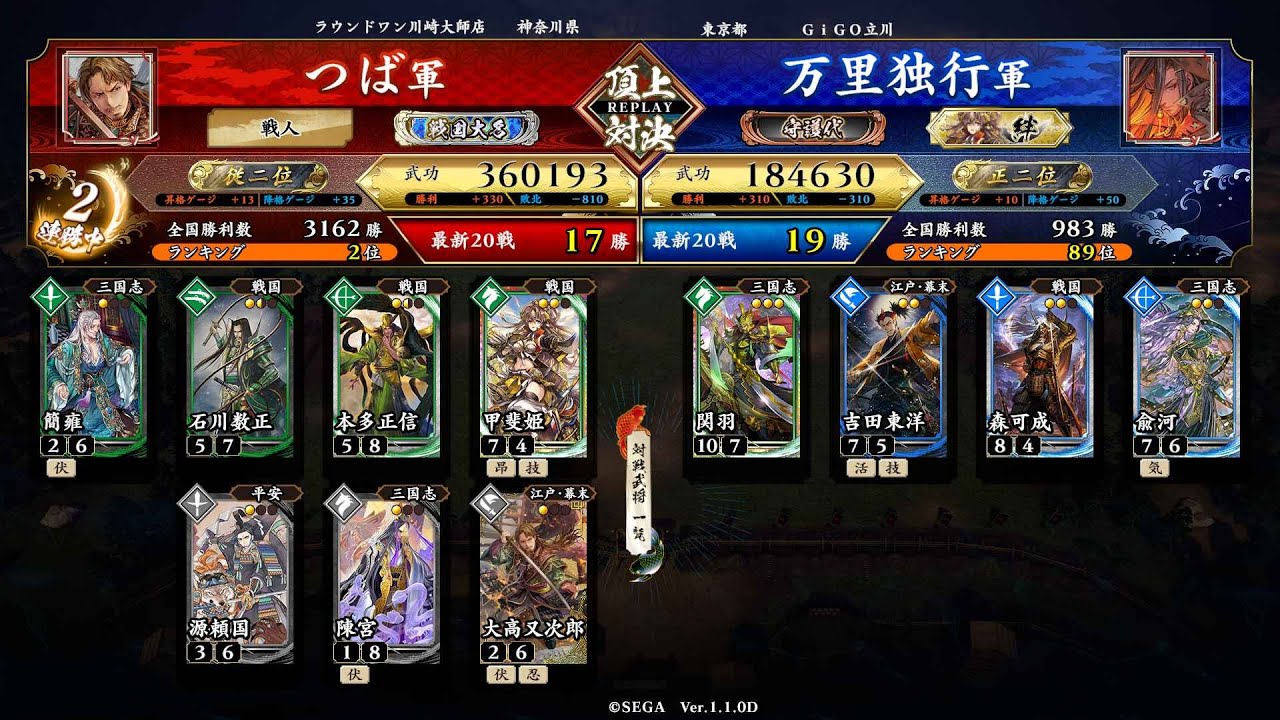 ラウンドワン川崎大師店 神奈川県
東京都 GiGO立川
つば軍
頂上
REPLAY
対決
万里独行軍
戦人
戦国大名
守護代
絆
2
連勝中
従二位
昇格ゲージ +13 降格ゲージ +35
武功 360193
勝利 +330 敗北 -810
武功 184630
勝利 +310 敗北 -310
正二位
昇格ゲージ +10 降格ゲージ +50
全国勝利数 3162勝
ランキング 2位
最新20戦 17勝
最新20戦 19勝
全国勝利数 983勝
ランキング 89位
三国志
簡雍
2 6
伏
戦国
石川数正
5 7
戦国
本多正信
5 8
戦国
甲斐姫
7 4
昂 技
対戦武将一覧
三国志
関羽
10 7
江戸・幕末
吉田東洋
7 5
活 技
戦国
森可成
8 4
三国志
兪河
7 6
気
平安
源頼国
3 6
三国志
陳宮
1 8
伏
江戸・幕末
大高又次郎
2 6
伏 忍
©SEGA Ver.1.1.0D